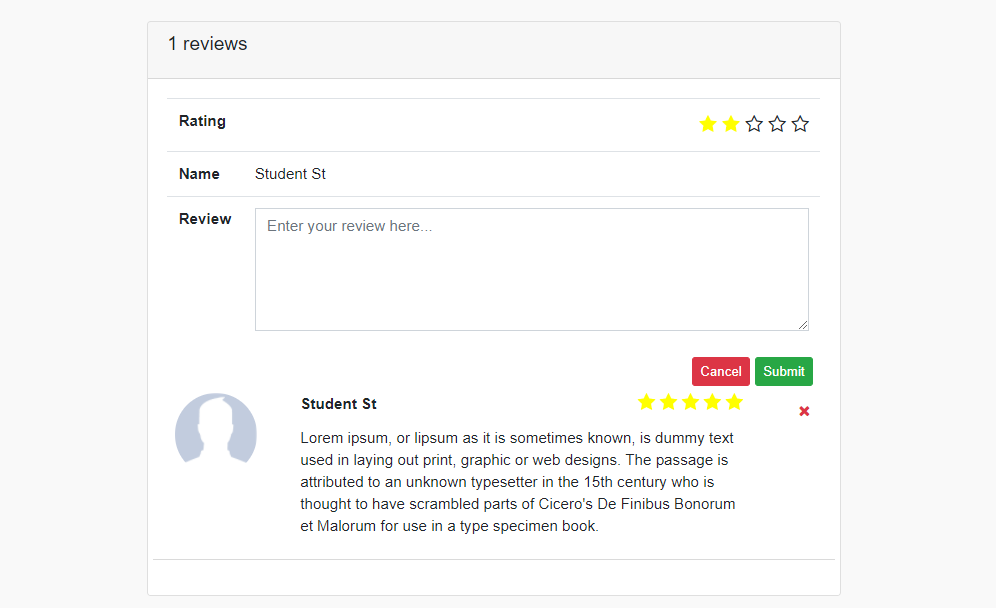 1 reviews
Rating
Name Student St
Review Enter your review here...
Cancel Submit
Student St
Lorem ipsum, or lipsum as it is sometimes known, is dummy text
used in laying out print, graphic or web designs. The passage is
attributed to an unknown typesetter in the 15th century who is
thought to have scrambled parts of Cicero's De Finibus Bonorum
et Malorum for use in a type specimen book.